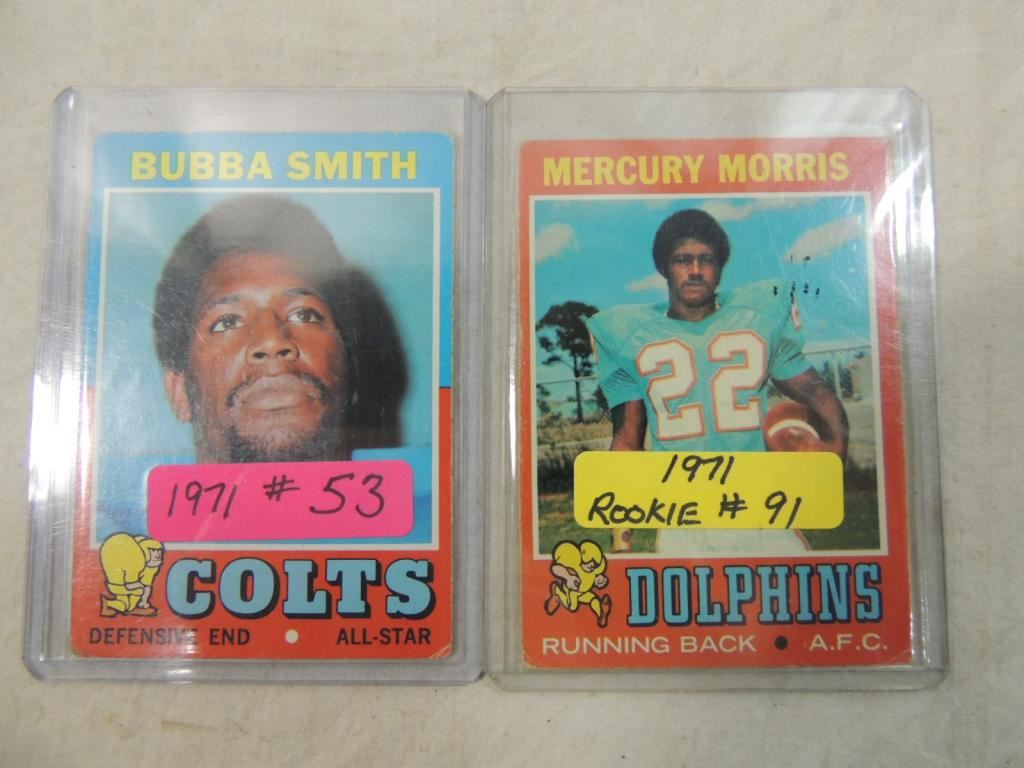 BUBBA SMITH
1971 # 53
COLTS
DEFENSIVE END • ALL-STAR
MERCURY MORRIS
22
1971
ROOKIE # 91
DOLPHINS
RUNNING BACK • A.F.C.